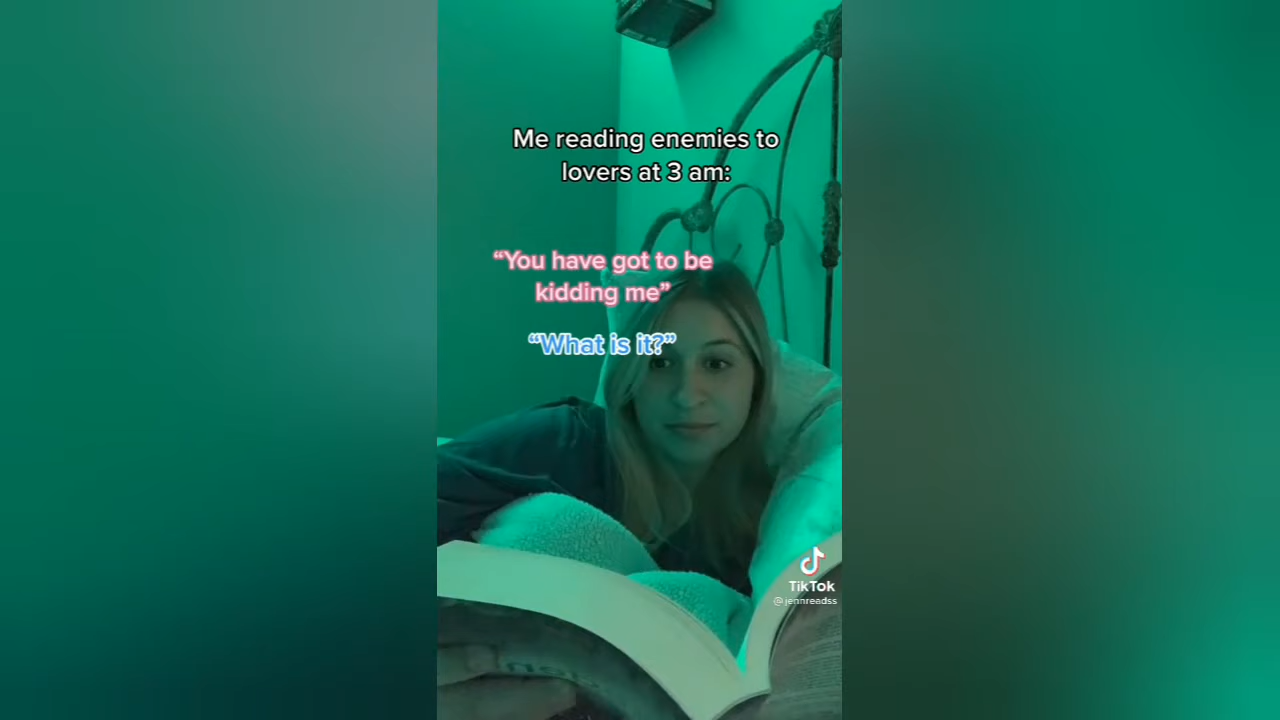 Me reading enemies to
lovers at 3 am:
“You have got to be
kidding me”
“What is it?”
TikTok
@jennreadss